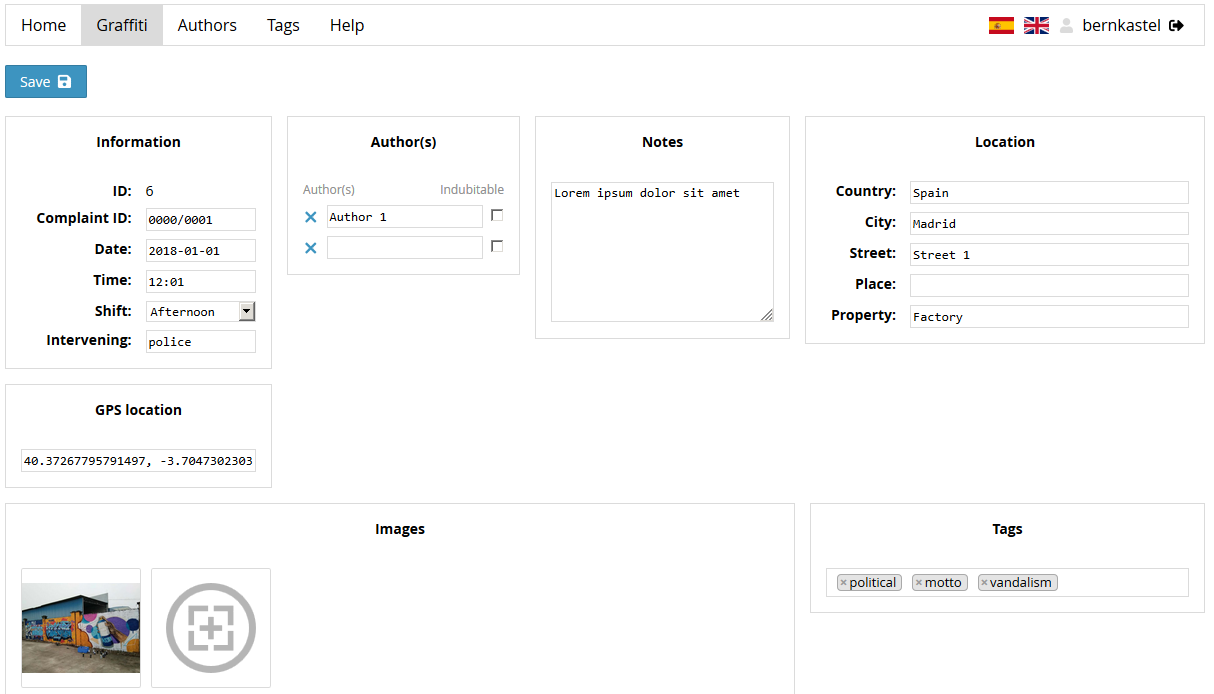 Home Graffiti Authors Tags Help bernkastel
Save
Information
ID: 6
Complaint ID: 0000/0001
Date: 2018-01-01
Time: 12:01
Shift: Afternoon
Intervening: police
Author(s)
Author(s) Indubitable
Author 1
Notes
Lorem ipsum dolor sit amet
Location
Country: Spain
City: Madrid
Street: Street 1
Place:
Property: Factory
GPS location
40.37267795791497, -3.7047302303
Images
Tags
political motto vandalism